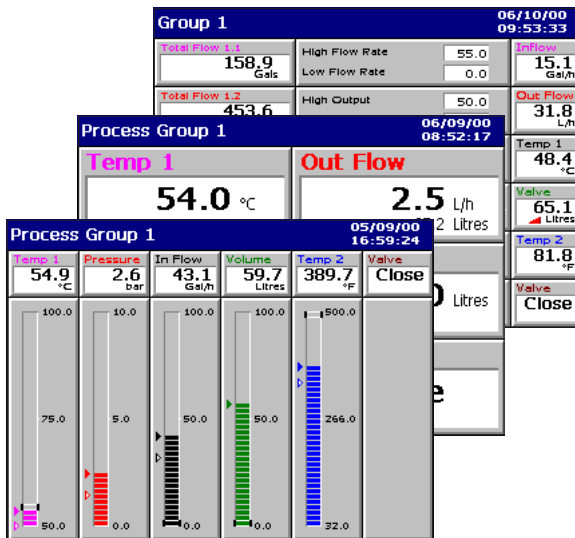 Group 1
06/10/00
09:53:33
Total Flow 1.1
158.9
Gals
High Flow Rate 55.0
Low Flow Rate 0.0
Inflow
15.1
Gal/h
Total Flow 1.2
453.6
High Output 50.0
Out Flow
31.8
L/h
Temp 1
48.4
°C
Valve
65.1
Litres
Temp 2
81.8
°F
Valve
Close
Process Group 1
06/09/00
08:52:17
Temp 1
54.0 °C
Out Flow
2.5 L/h
2 Litres
Litres
Process Group 1
05/09/00
16:59:24
Temp 1
54.9
°C
Pressure
2.6
bar
In Flow
43.1
Gal/h
Volume
59.7
Litres
Temp 2
389.7
°F
Valve
Close
100.0 10.0 100.0 100.0 500.0
75.0 5.0 50.0 50.0 266.0
50.0 0.0 0.0 0.0 32.0